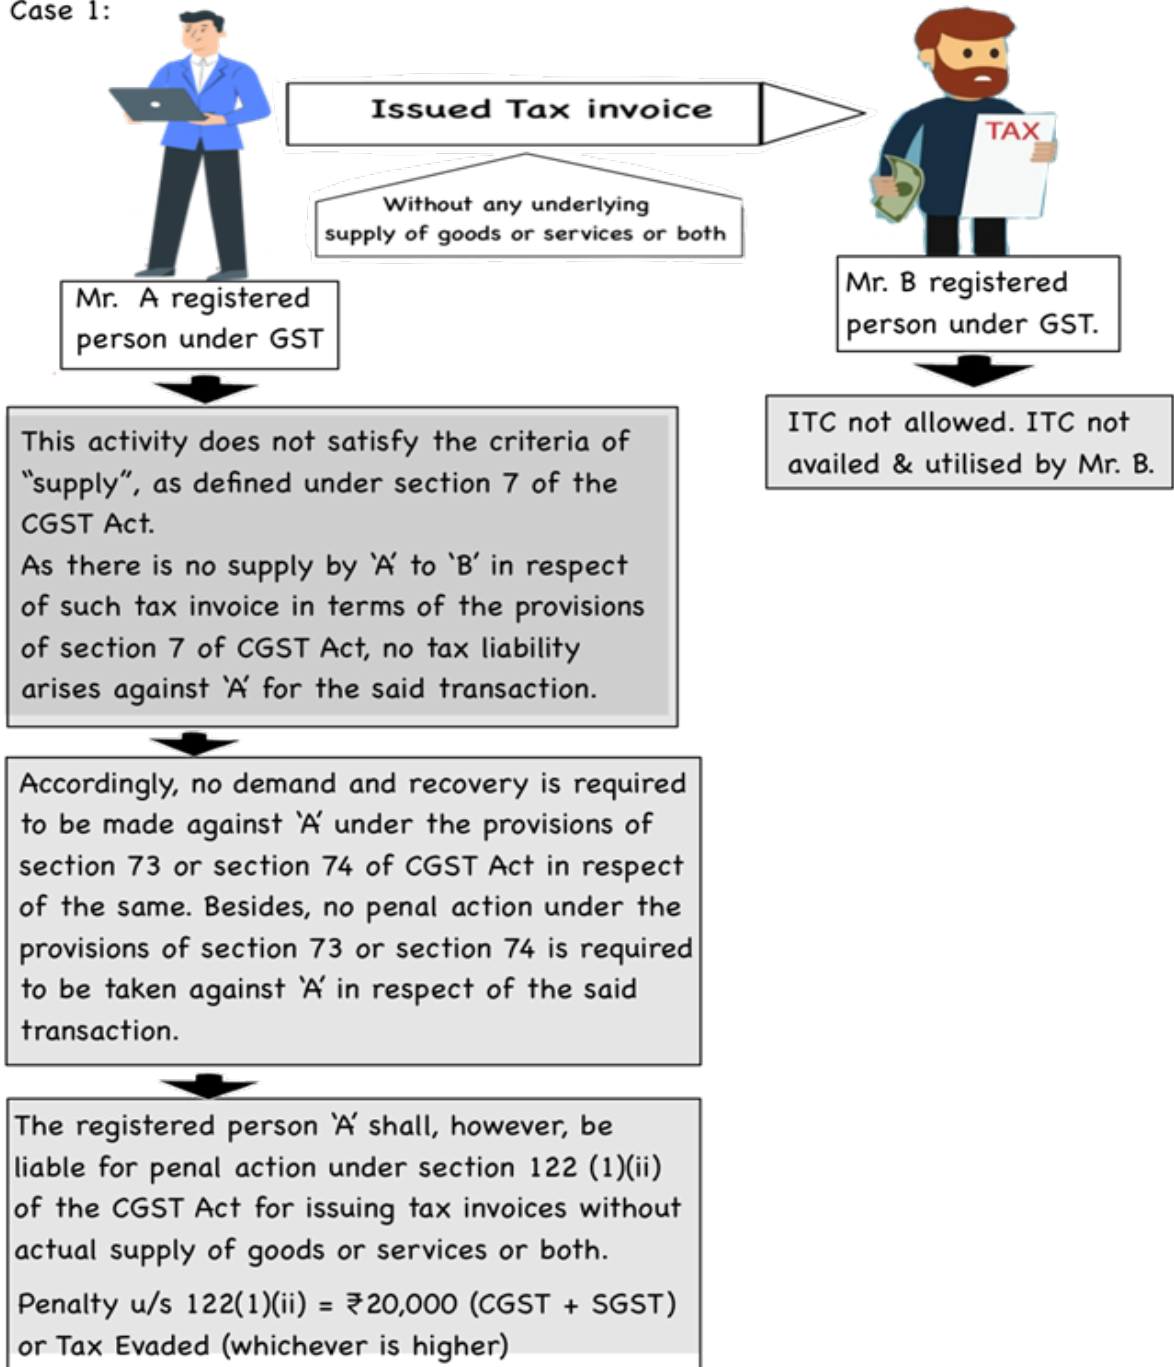 Case 1:
Issued Tax invoice
TAX
Without any underlying
supply of goods or services or both
Mr. A registered
person under GST
Mr. B registered
person under GST.
ITC not allowed. ITC not
availed & utilised by Mr. B.
This activity does not satisfy the criteria of
“supply”, as defined under section 7 of the
CGST Act.
As there is no supply by ‘A’ to ‘B’ in respect
of such tax invoice in terms of the provisions
of section 7 of CGST Act, no tax liability
arises against ‘A’ for the said transaction.
Accordingly, no demand and recovery is required
to be made against ‘A’ under the provisions of
section 73 or section 74 of CGST Act in respect
of the same. Besides, no penal action under the
provisions of section 73 or section 74 is required
to be taken against ‘A’ in respect of the said
transaction.
The registered person ‘A’ shall, however, be
liable for penal action under section 122 (1)(ii)
of the CGST Act for issuing tax invoices without
actual supply of goods or services or both.
Penalty u/s 122(1)(ii) = ₹20,000 (CGST + SGST)
or Tax Evaded (whichever is higher)